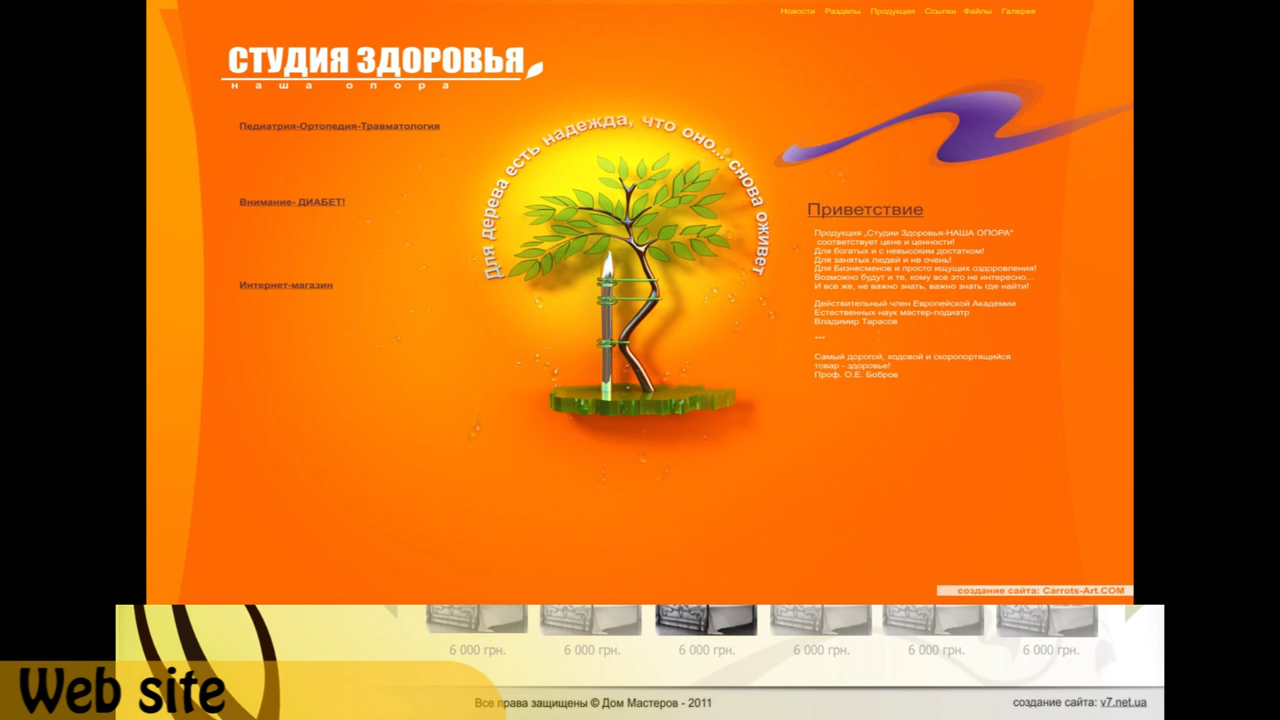 Новости Разделы Продукция Ссылки Файлы Галерея
СТУДИЯ ЗДОРОВЬЯ
наша опора
Педиатрия-Ортопедия-Травматология
Внимание- ДИАБЕТ!
Интернет-магазин
Для дерева есть надежда, что оно... снова оживет
Приветствие
Продукция „Студии Здоровья-НАША ОПОРА"
соответствует цене и ценности!
Для богатых и с невысоким достатком!
Для занятых людей и не очень!
Для Бизнесменов и просто ищущих оздоровления!
Возможно будут и те, кому все это не интересно...
И все же, не важно знать, важно знать где найти!
Действительный член Европейской Академии
Естественных наук мастер-подиатр
Владимир Тарасов
---
Самый дорогой, ходовой и скоропортящийся
товар - здоровье!
Проф. О.Е. Бобров
создание сайта: Carrots-Art.COM
6 000 грн. 6 000 грн. 6 000 грн. 6 000 грн. 6 000 грн. 6 000 грн.
Web site
Все права защищены © Дом Мастеров - 2011
создание сайта: v7.net.ua